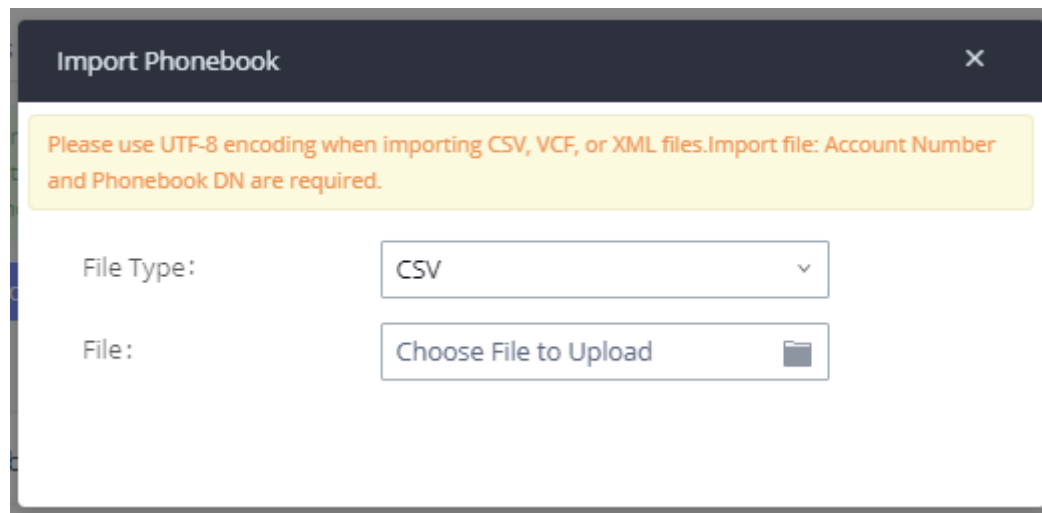 Import Phonebook
Please use UTF-8 encoding when importing CSV, VCF, or XML files.Import file: Account Number
and Phonebook DN are required.
File Type:
CSV
File:
Choose File to Upload